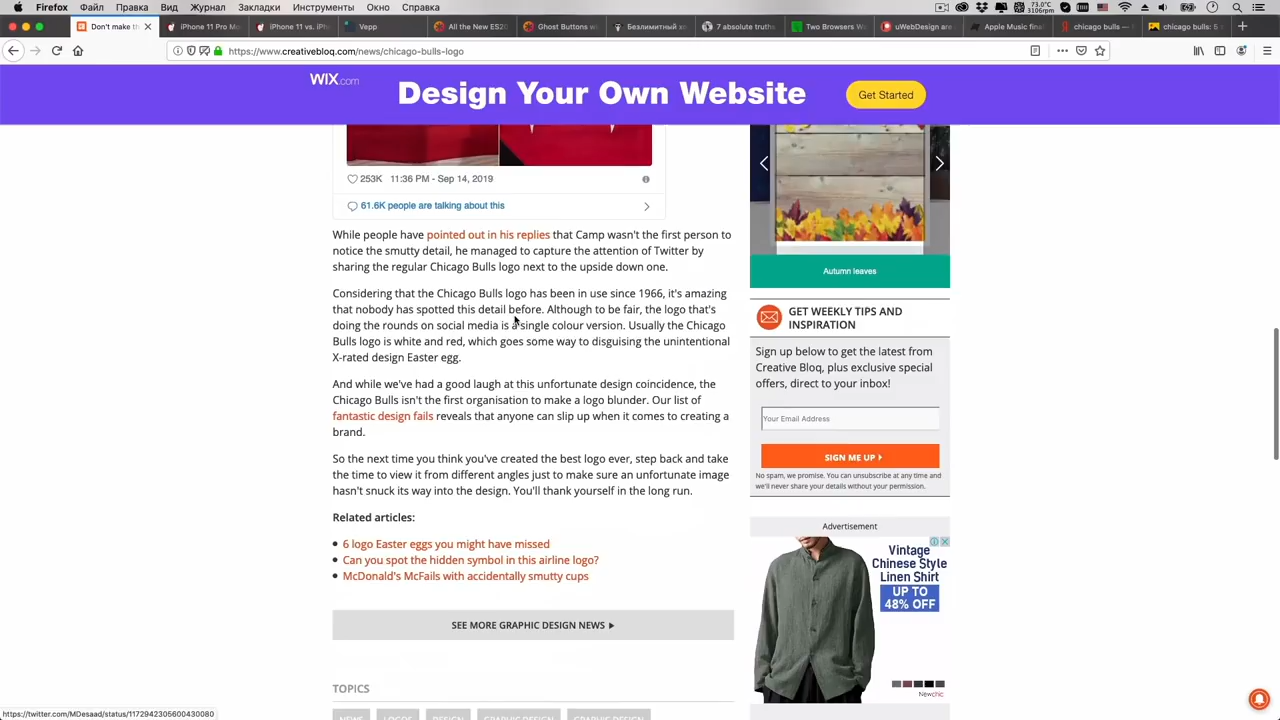 Firefox Файл Правка Вид Журнал Закладки Инструменты Окно Справка
73.0°C
3106rpm
Don't make th
iPhone 11 Pro M
iPhone 11 vs. iP
Vepp
All the New ES20
Ghost Buttons w
Безлимитный хо
7 absolute truths
Two Browsers W
uWebDesign are
Apple Music final
chicago bulls —
chicago bulls: 5
https://www.creativebloq.com/news/chicago-bulls-logo
WIX.com
Design Your Own Website
Get Started
253K 11:36 PM - Sep 14, 2019
61.6K people are talking about this
While people have pointed out in his replies that Camp wasn't the first person to
notice the smutty detail, he managed to capture the attention of Twitter by
sharing the regular Chicago Bulls logo next to the upside down one.
Considering that the Chicago Bulls logo has been in use since 1966, it's amazing
that nobody has spotted this detail before. Although to be fair, the logo that's
doing the rounds on social media is a single colour version. Usually the Chicago
Bulls logo is white and red, which goes some way to disguising the unintentional
X-rated design Easter egg.
And while we've had a good laugh at this unfortunate design coincidence, the
Chicago Bulls isn't the first organisation to make a logo blunder. Our list of
fantastic design fails reveals that anyone can slip up when it comes to creating a
brand.
So the next time you think you've created the best logo ever, step back and take
the time to view it from different angles just to make sure an unfortunate image
hasn't snuck its way into the design. You'll thank yourself in the long run.
Related articles:
6 logo Easter eggs you might have missed
Can you spot the hidden symbol in this airline logo?
McDonald's McFails with accidentally smutty cups
SEE MORE GRAPHIC DESIGN NEWS
TOPICS
NEWS LOGOS DESIGN GRAPHIC DESIGN GRAPHIC DESIGN
Autumn leaves
GET WEEKLY TIPS AND
INSPIRATION
Sign up below to get the latest from
Creative Bloq, plus exclusive special
offers, direct to your inbox!
Your Email Address
SIGN ME UP
No spam, we promise. You can unsubscribe at any time and
we'll never share your details without your permission.
Advertisement
Vintage
Chinese Style
Linen Shirt
UP TO
48% OFF
Newchic
https://twitter.com/MDesaad/status/1172942305600430080